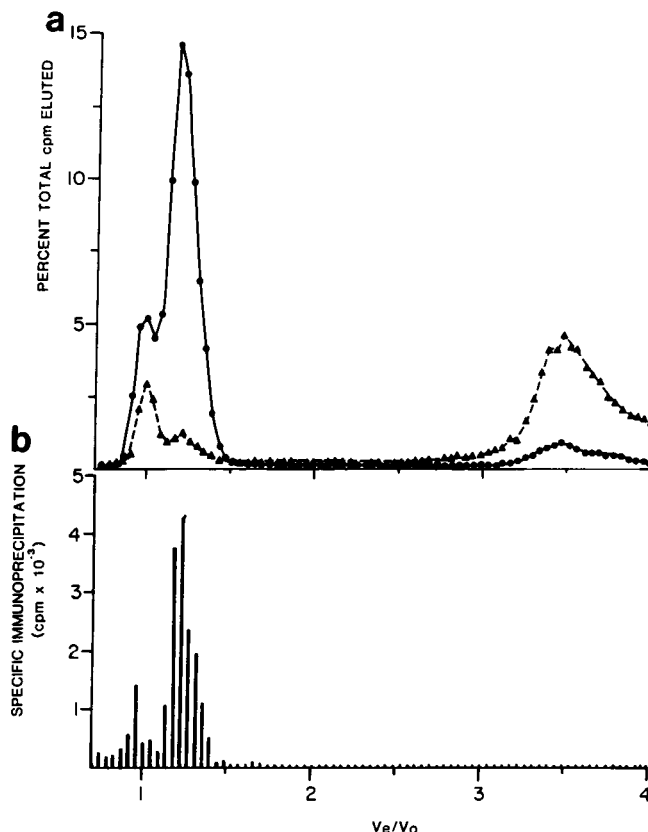 a
15
10
5
PERCENT TOTAL cpm ELUTED
b
5
4
3
2
1
SPECIFIC IMMUNOPRECIPITATION
(cpm x 10⁻³)
1
2
3
4
Ve/Vo